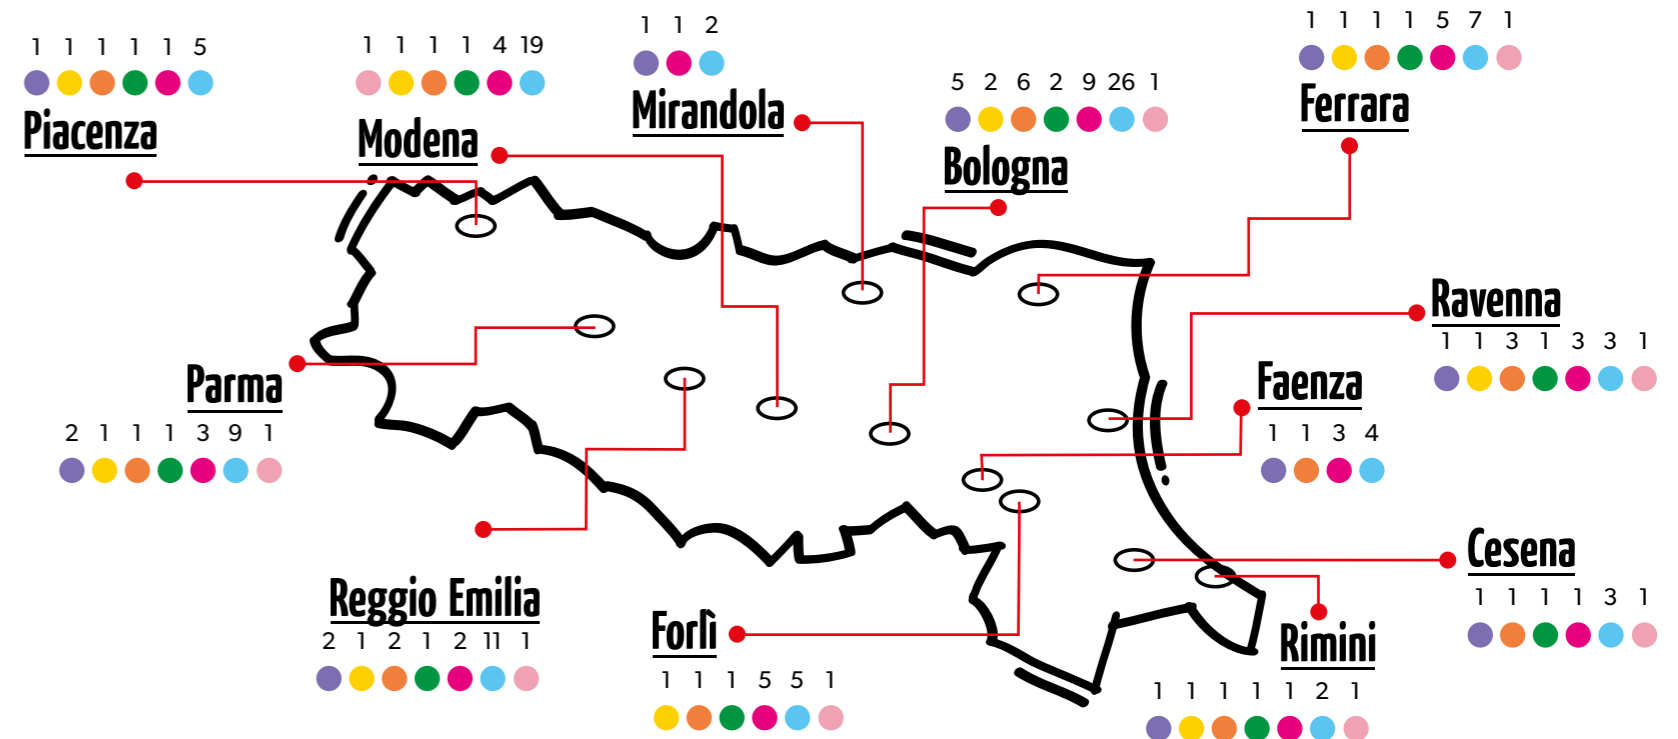 1 1 1 1 1 5
Piacenza
1 1 1 1 4 19
Modena
1 1 2
Mirandola
5 2 6 2 9 26 1
Bologna
1 1 1 1 5 7 1
Ferrara
Ravenna
1 1 3 1 3 3 1
Faenza
1 1 3 4
Parma
2 1 1 1 3 9 1
Cesena
1 1 1 1 3 1
Reggio Emilia
2 1 2 1 2 11 1
Forlì
1 1 1 5 5 1
Rimini
1 1 1 1 1 2 1